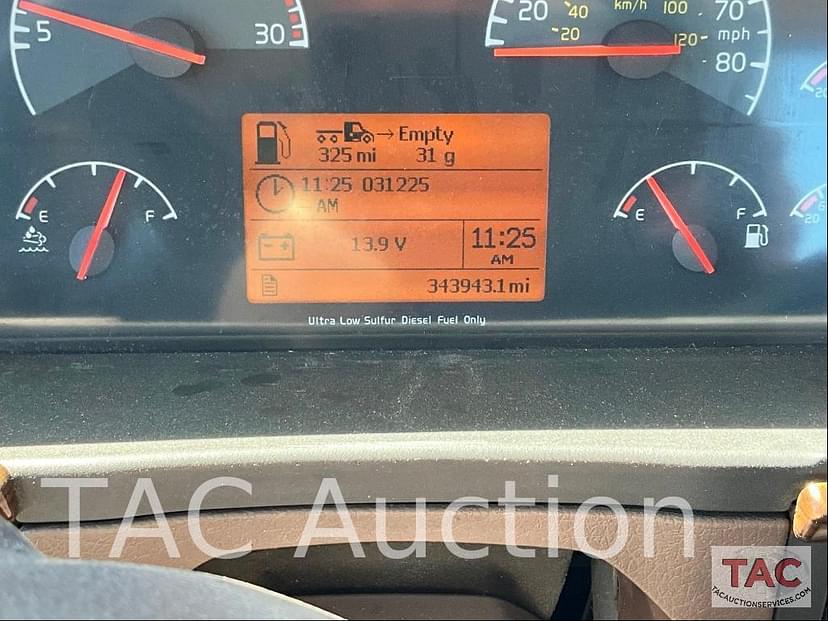 5 30
20 40 km/h 100 70
20 120 mph
80
Empty
325 mi 31 g
11:25 031225
AM
E F
13.9 V
11:25
AM
E F
343943.1 mi
Ultra Low Sulfur Diesel Fuel Only
TAC Auction
TAC
TACAUCTIONSERVICES.COM